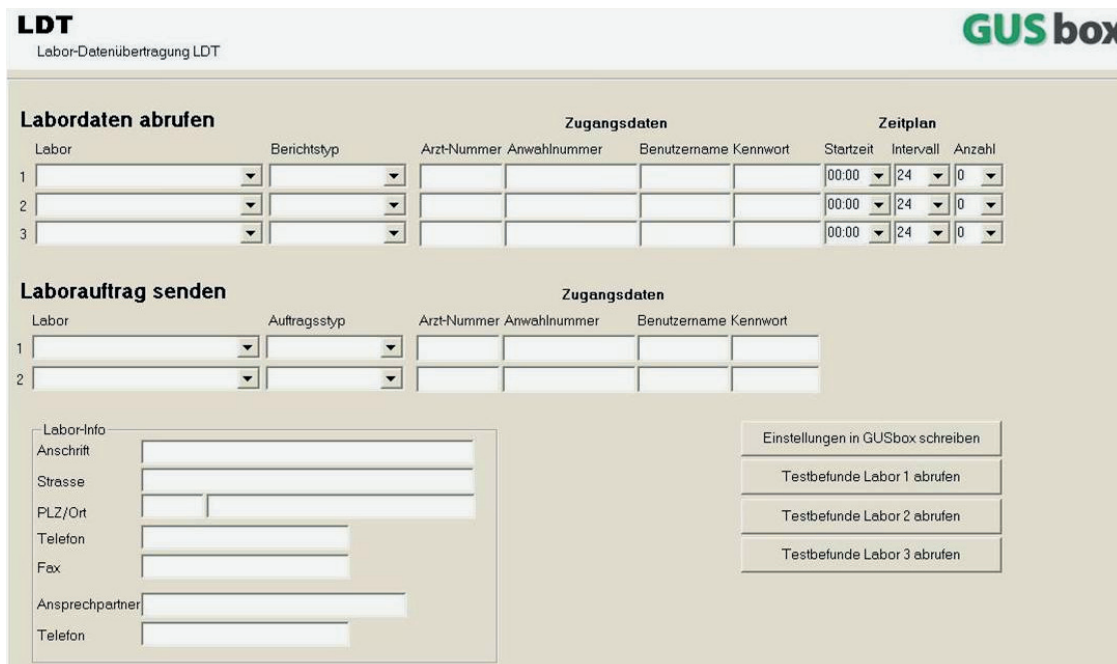 LDT
GUSbox
Labor-Datenübertragung LDT
Labordaten abrufen
Zugangsdaten
Zeitplan
Labor Berichtstyp Arzt-Nummer Anwahlnummer Benutzername Kennwort Startzeit Intervall Anzahl
1 00:00 24 0
2 00:00 24 0
3 00:00 24 0
Laborauftrag senden
Zugangsdaten
Labor Auftragsstyp Arzt-Nummer Anwahlnummer Benutzername Kennwort
1
2
Labor-Info
Anschrift
Strasse
PLZ/Ort
Telefon
Fax
Ansprechpartner
Telefon
Einstellungen in GUSbox schreiben
Testbefunde Labor 1 abrufen
Testbefunde Labor 2 abrufen
Testbefunde Labor 3 abrufen